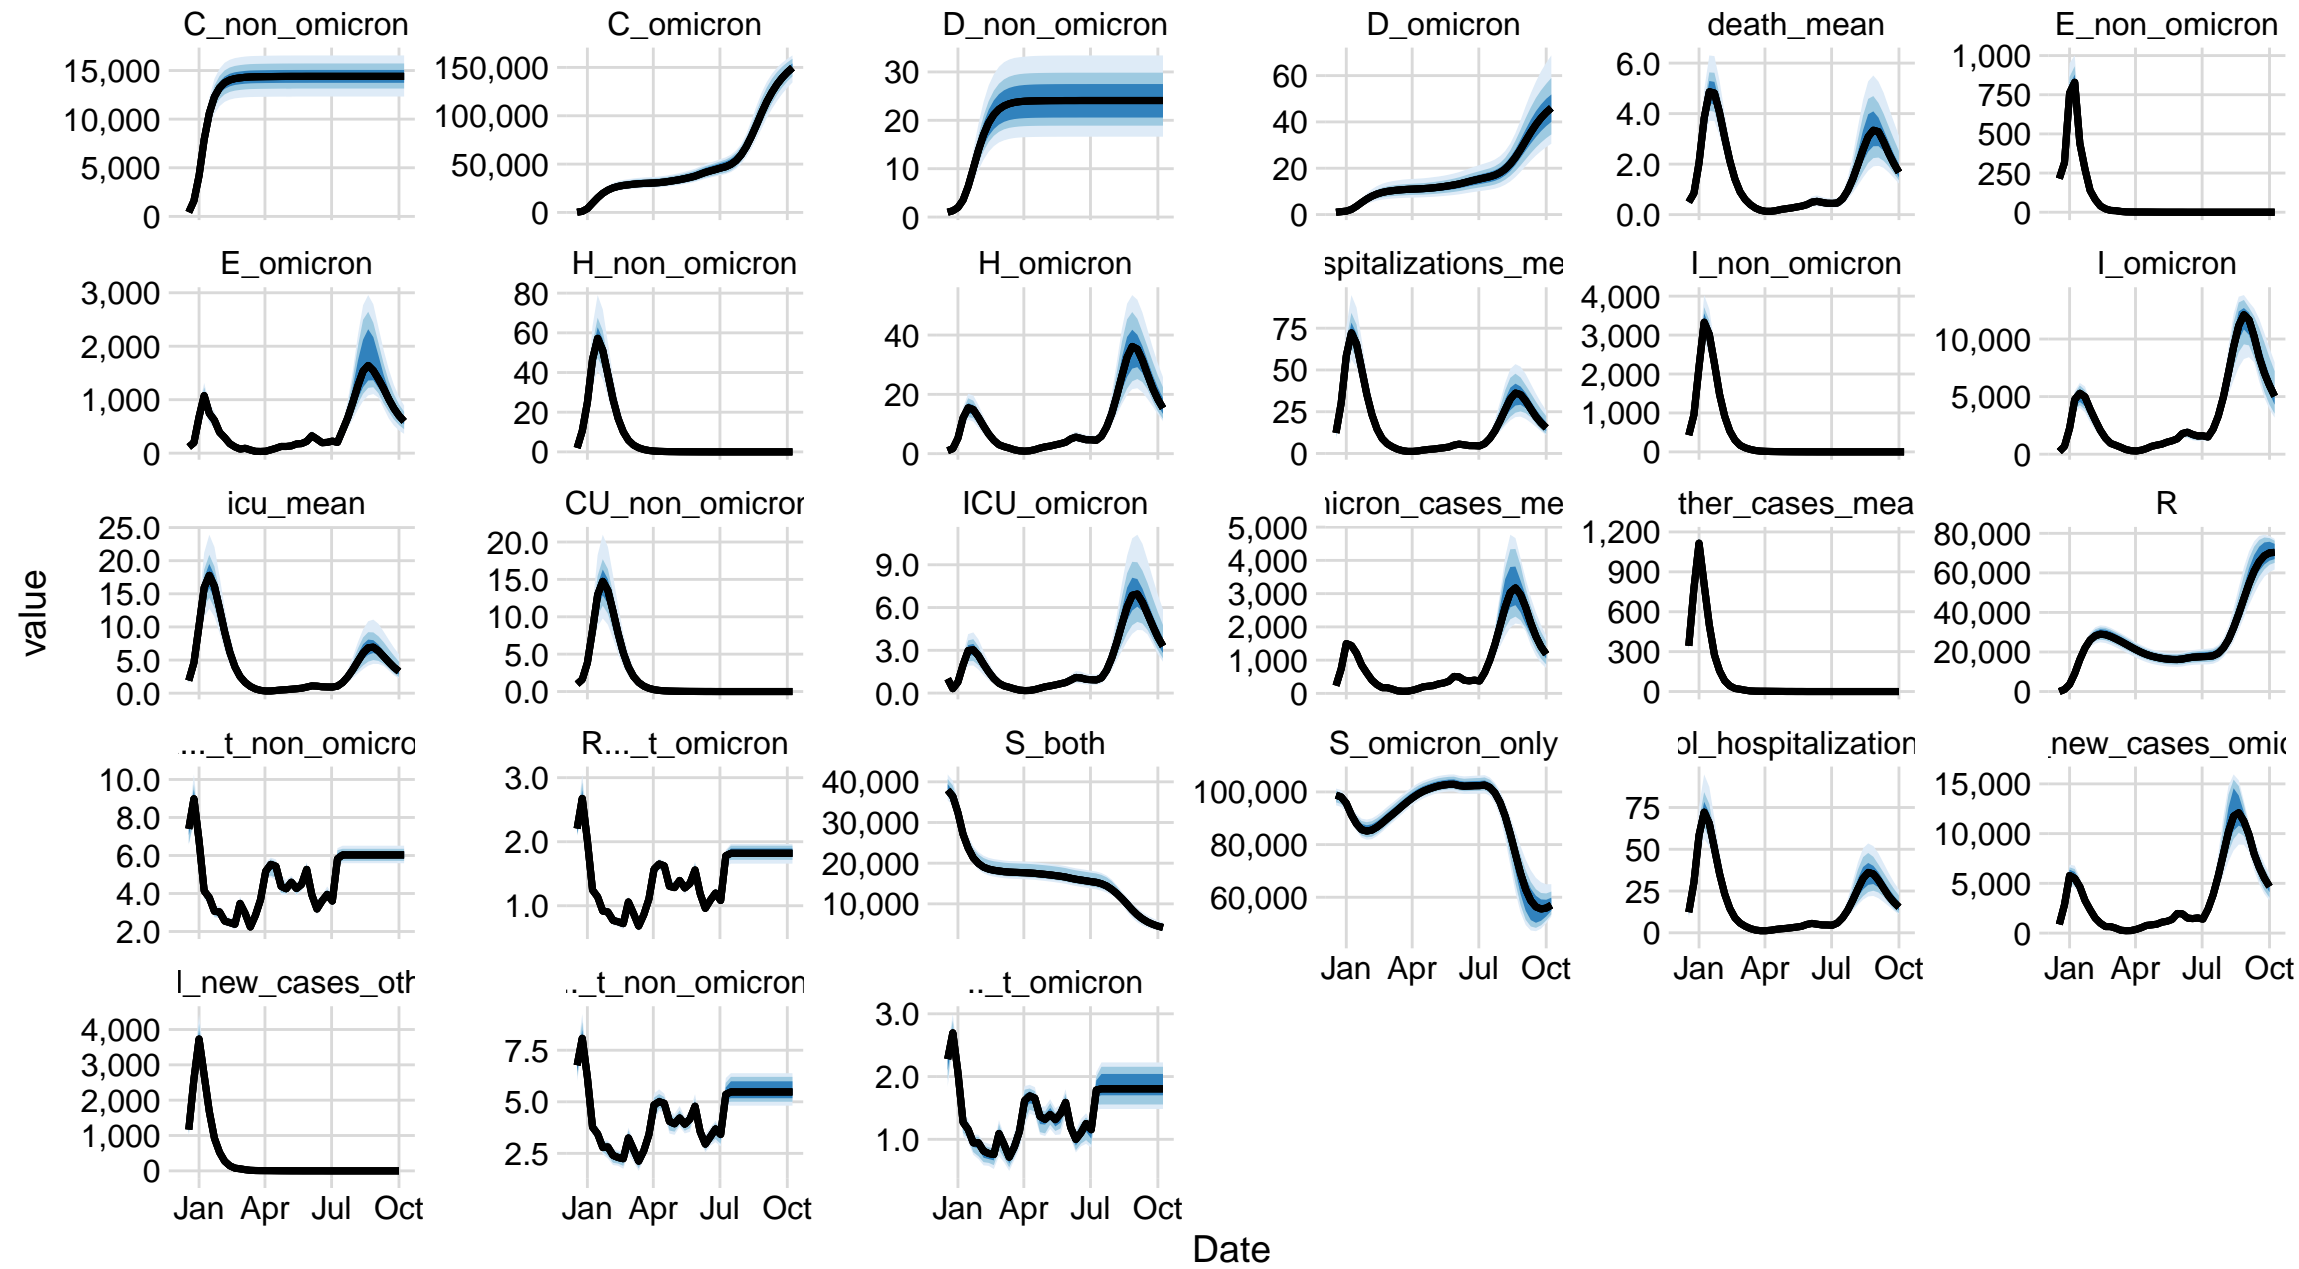 C_non_omicron C_omicron D_non_omicron D_omicron death_mean E_non_omicron
15,000 10,000 5,000 0
150,000 100,000 50,000 0
30 20 10 0
60 40 20 0
6.0 4.0 2.0 0.0
1,000 750 500 250 0
E_omicron H_non_omicron H_omicron spitalizations_me I_non_omicron I_omicron
3,000 2,000 1,000 0
80 60 40 20 0
40 20 0
75 50 25 0
4,000 3,000 2,000 1,000 0
10,000 5,000 0
icu_mean CU_non_omicron ICU_omicron nicron_cases_me ther_cases_mea R
25.0 20.0 15.0 10.0 5.0 0.0
20.0 15.0 10.0 5.0 0.0
9.0 6.0 3.0 0.0
5,000 4,000 3,000 2,000 1,000 0
1,200 900 600 300 0
80,000 60,000 40,000 20,000 0
..._t_non_omicro R..._t_omicron S_both S_omicron_only ol_hospitalization _new_cases_omic
10.0 8.0 6.0 4.0 2.0
3.0 2.0 1.0
40,000 30,000 20,000 10,000
100,000 80,000 60,000
75 50 25 0
15,000 10,000 5,000 0
Jan Apr Jul Oct Jan Apr Jul Oct Jan Apr Jul Oct
l_new_cases_oth .._t_non_omicron .._t_omicron
4,000 3,000 2,000 1,000 0
7.5 5.0 2.5
3.0 2.0 1.0
Jan Apr Jul Oct Jan Apr Jul Oct Jan Apr Jul Oct
value
Date